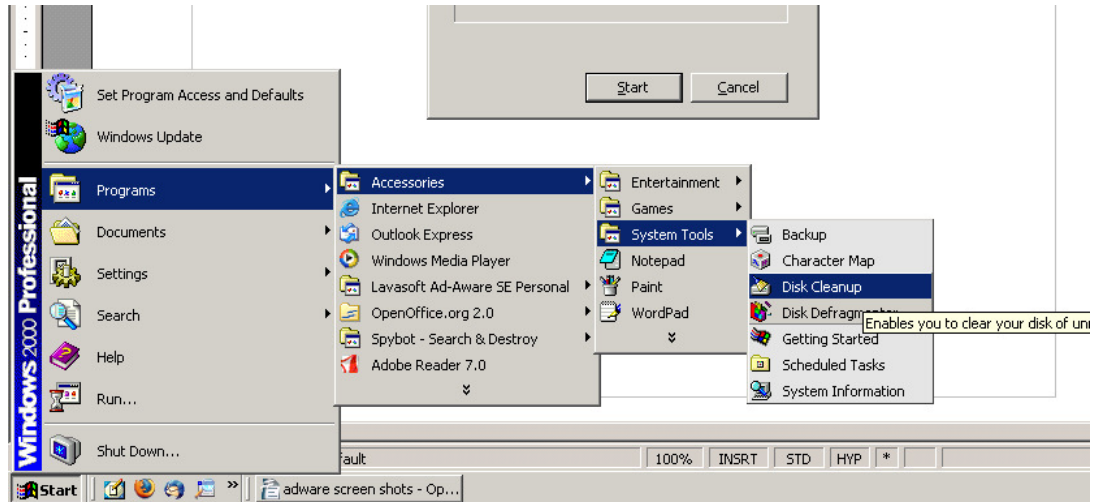 Start
Cancel
Windows 2000 Professional
Set Program Access and Defaults
Windows Update
Programs
Documents
Settings
Search
Help
Run...
Shut Down...
Accessories
Internet Explorer
Outlook Express
Windows Media Player
Lavasoft Ad-Aware SE Personal
OpenOffice.org 2.0
Spybot - Search & Destroy
Adobe Reader 7.0
Entertainment
Games
System Tools
Notepad
Paint
WordPad
Backup
Character Map
Disk Cleanup
Disk Defragmenter
Enables you to clear your disk of
Getting Started
Scheduled Tasks
System Information
100%
INSRT
STD
HYP
*
Start
»
adware screen shots - Op...